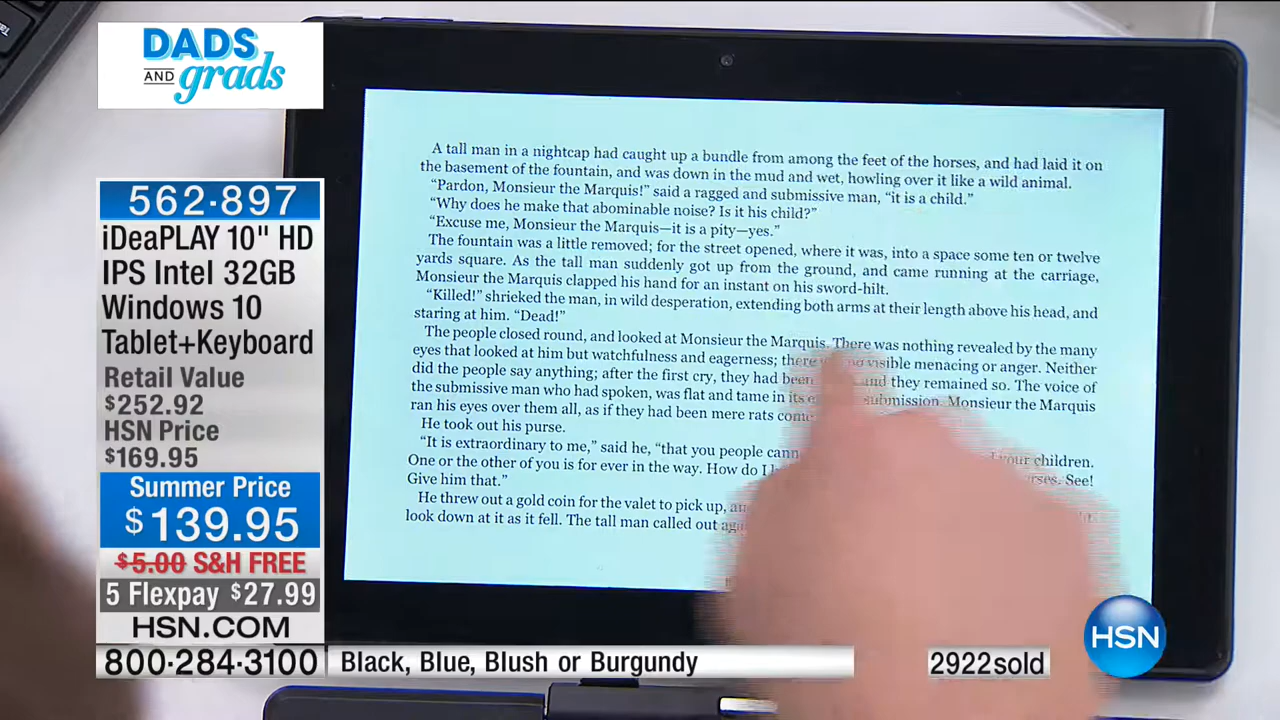 DADS
AND grads
562-897
iDeaPLAY 10" HD
IPS Intel 32GB
Windows 10
Tablet+Keyboard
Retail Value
$252.92
HSN Price
$169.95
Summer Price
$139.95
$5.00 S&H FREE
5 Flexpay $27.99
HSN.COM
800-284-3100
Black, Blue, Blush or Burgundy
2922sold
HSN
A tall man in a nightcap had caught up a bundle from among the feet of the horses, and had laid it on
the basement of the fountain, and was down in the mud and wet, howling over it like a wild animal.
“Pardon, Monsieur the Marquis!” said a ragged and submissive man, “it is a child.”
“Why does he make that abominable noise? Is it his child?”
“Excuse me, Monsieur the Marquis—it is a pity—yes.”
The fountain was a little removed; for the street opened, where it was, into a space some ten or twelve
yards square. As the tall man suddenly got up from the ground, and came running at the carriage,
Monsieur the Marquis clapped his hand for an instant on his sword-hilt.
“Killed!” shrieked the man, in wild desperation, extending both arms at their length above his head, and
staring at him. “Dead!”
The people closed round, and looked at Monsieur the Marquis. There was nothing revealed by the many
eyes that looked at him but watchfulness and eagerness; visible menacing or anger. Neither
did the people say anything; after the first cry, they had been and they remained so. The voice of
the submissive man who had spoken, was flat and tame in its submission. Monsieur the Marquis
ran his eyes over them all, as if they had been mere rats
He took out his purse.
“It is extraordinary to me,” said he, “that you people your children.
One or the other of you is for ever in the way. How do I See!
Give him that.”
He threw out a gold coin for the valet to pick up,
look down at it as it fell. The tall man called out